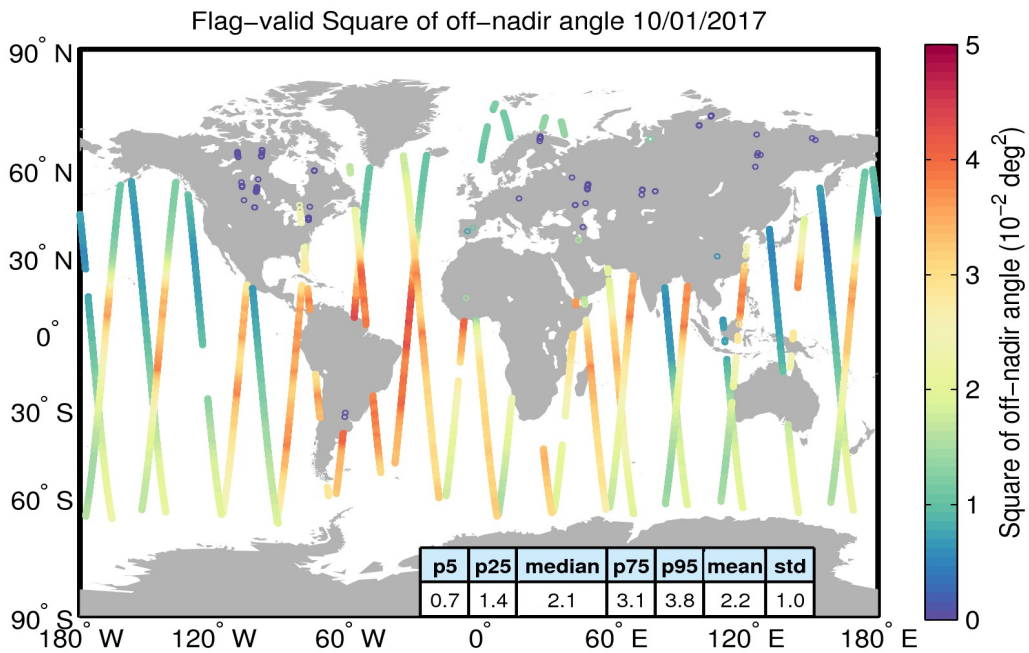 Flag−valid Square of off−nadir angle 10/01/2017
90° N
60° N
30° N
0°
30° S
60° S
90° S
180° W
120° W
60° W
0°
60° E
120° E
180° E
p5 p25 median p75 p95 mean std
0.7 1.4 2.1 3.1 3.8 2.2 1.0
5
4
3
2
1
0
Square of off−nadir angle (10⁻² deg²)